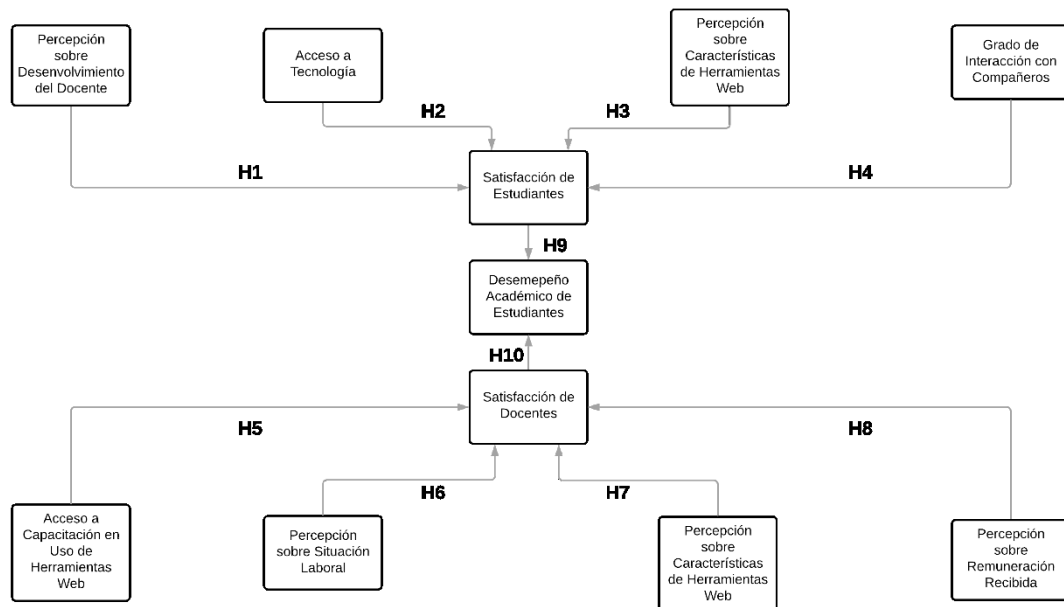 Percepción
sobre
Desenvolvimiento
del Docente
Acceso a
Tecnología
Percepción
sobre
Características
de Herramientas
Web
Grado de
Interacción con
Compañeros
H2
H3
H1
Satisfacción de
Estudiantes
H4
H9
Desemepeño
Académico de
Estudiantes
H10
Satisfacción de
Docentes
H5
H8
H6
H7
Acceso a
Capacitación en
Uso de
Herramientas
Web
Percepción
sobre Situación
Laboral
Percepción
sobre
Características
de Herramientas
Web
Percepción
sobre
Remuneración
Recibida